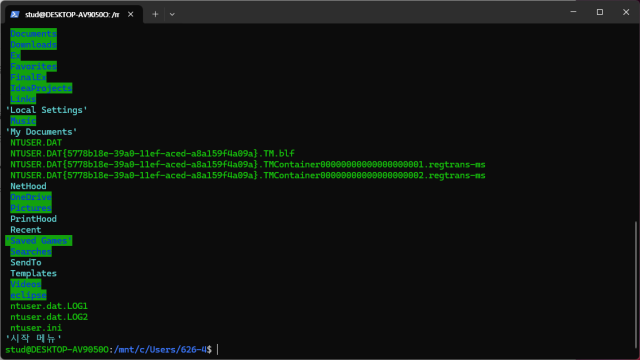 stud@DESKTOP-AV9050O: /m
Documents
Downloads
Ex
Favorites
FinalEx
IdeaProjects
Links
'Local Settings'
Music
'My Documents'
NTUSER.DAT
NTUSER.DAT{5778b18e-39a0-11ef-aced-a8a159f4a09a}.TM.blf
NTUSER.DAT{5778b18e-39a0-11ef-aced-a8a159f4a09a}.TMContainer00000000000000000001.regtrans-ms
NTUSER.DAT{5778b18e-39a0-11ef-aced-a8a159f4a09a}.TMContainer00000000000000000002.regtrans-ms
NetHood
OneDrive
Pictures
PrintHood
Recent
'Saved Games'
Searches
SendTo
Templates
Videos
eclipse
ntuser.dat.LOG1
ntuser.dat.LOG2
ntuser.ini
'시작 메뉴'
stud@DESKTOP-AV9050O:/mnt/c/Users/626-4$